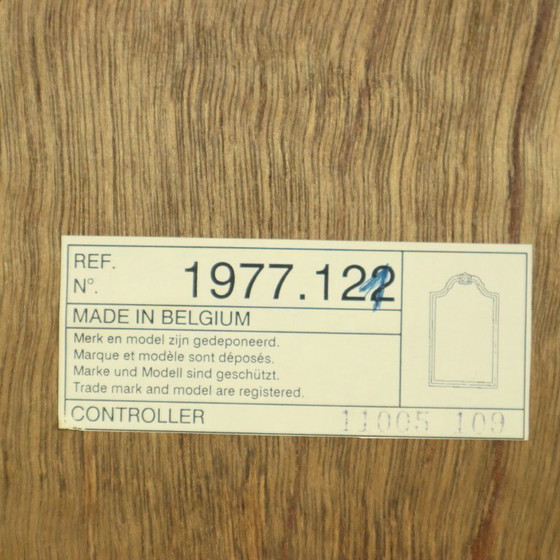 REF.
N°. 1977.122
MADE IN BELGIUM
Merk en model zijn gedeponeerd.
Marque et modèle sont déposés.
Marke und Modell sind geschützt.
Trade mark and model are registered.
CONTROLLER 11005 109